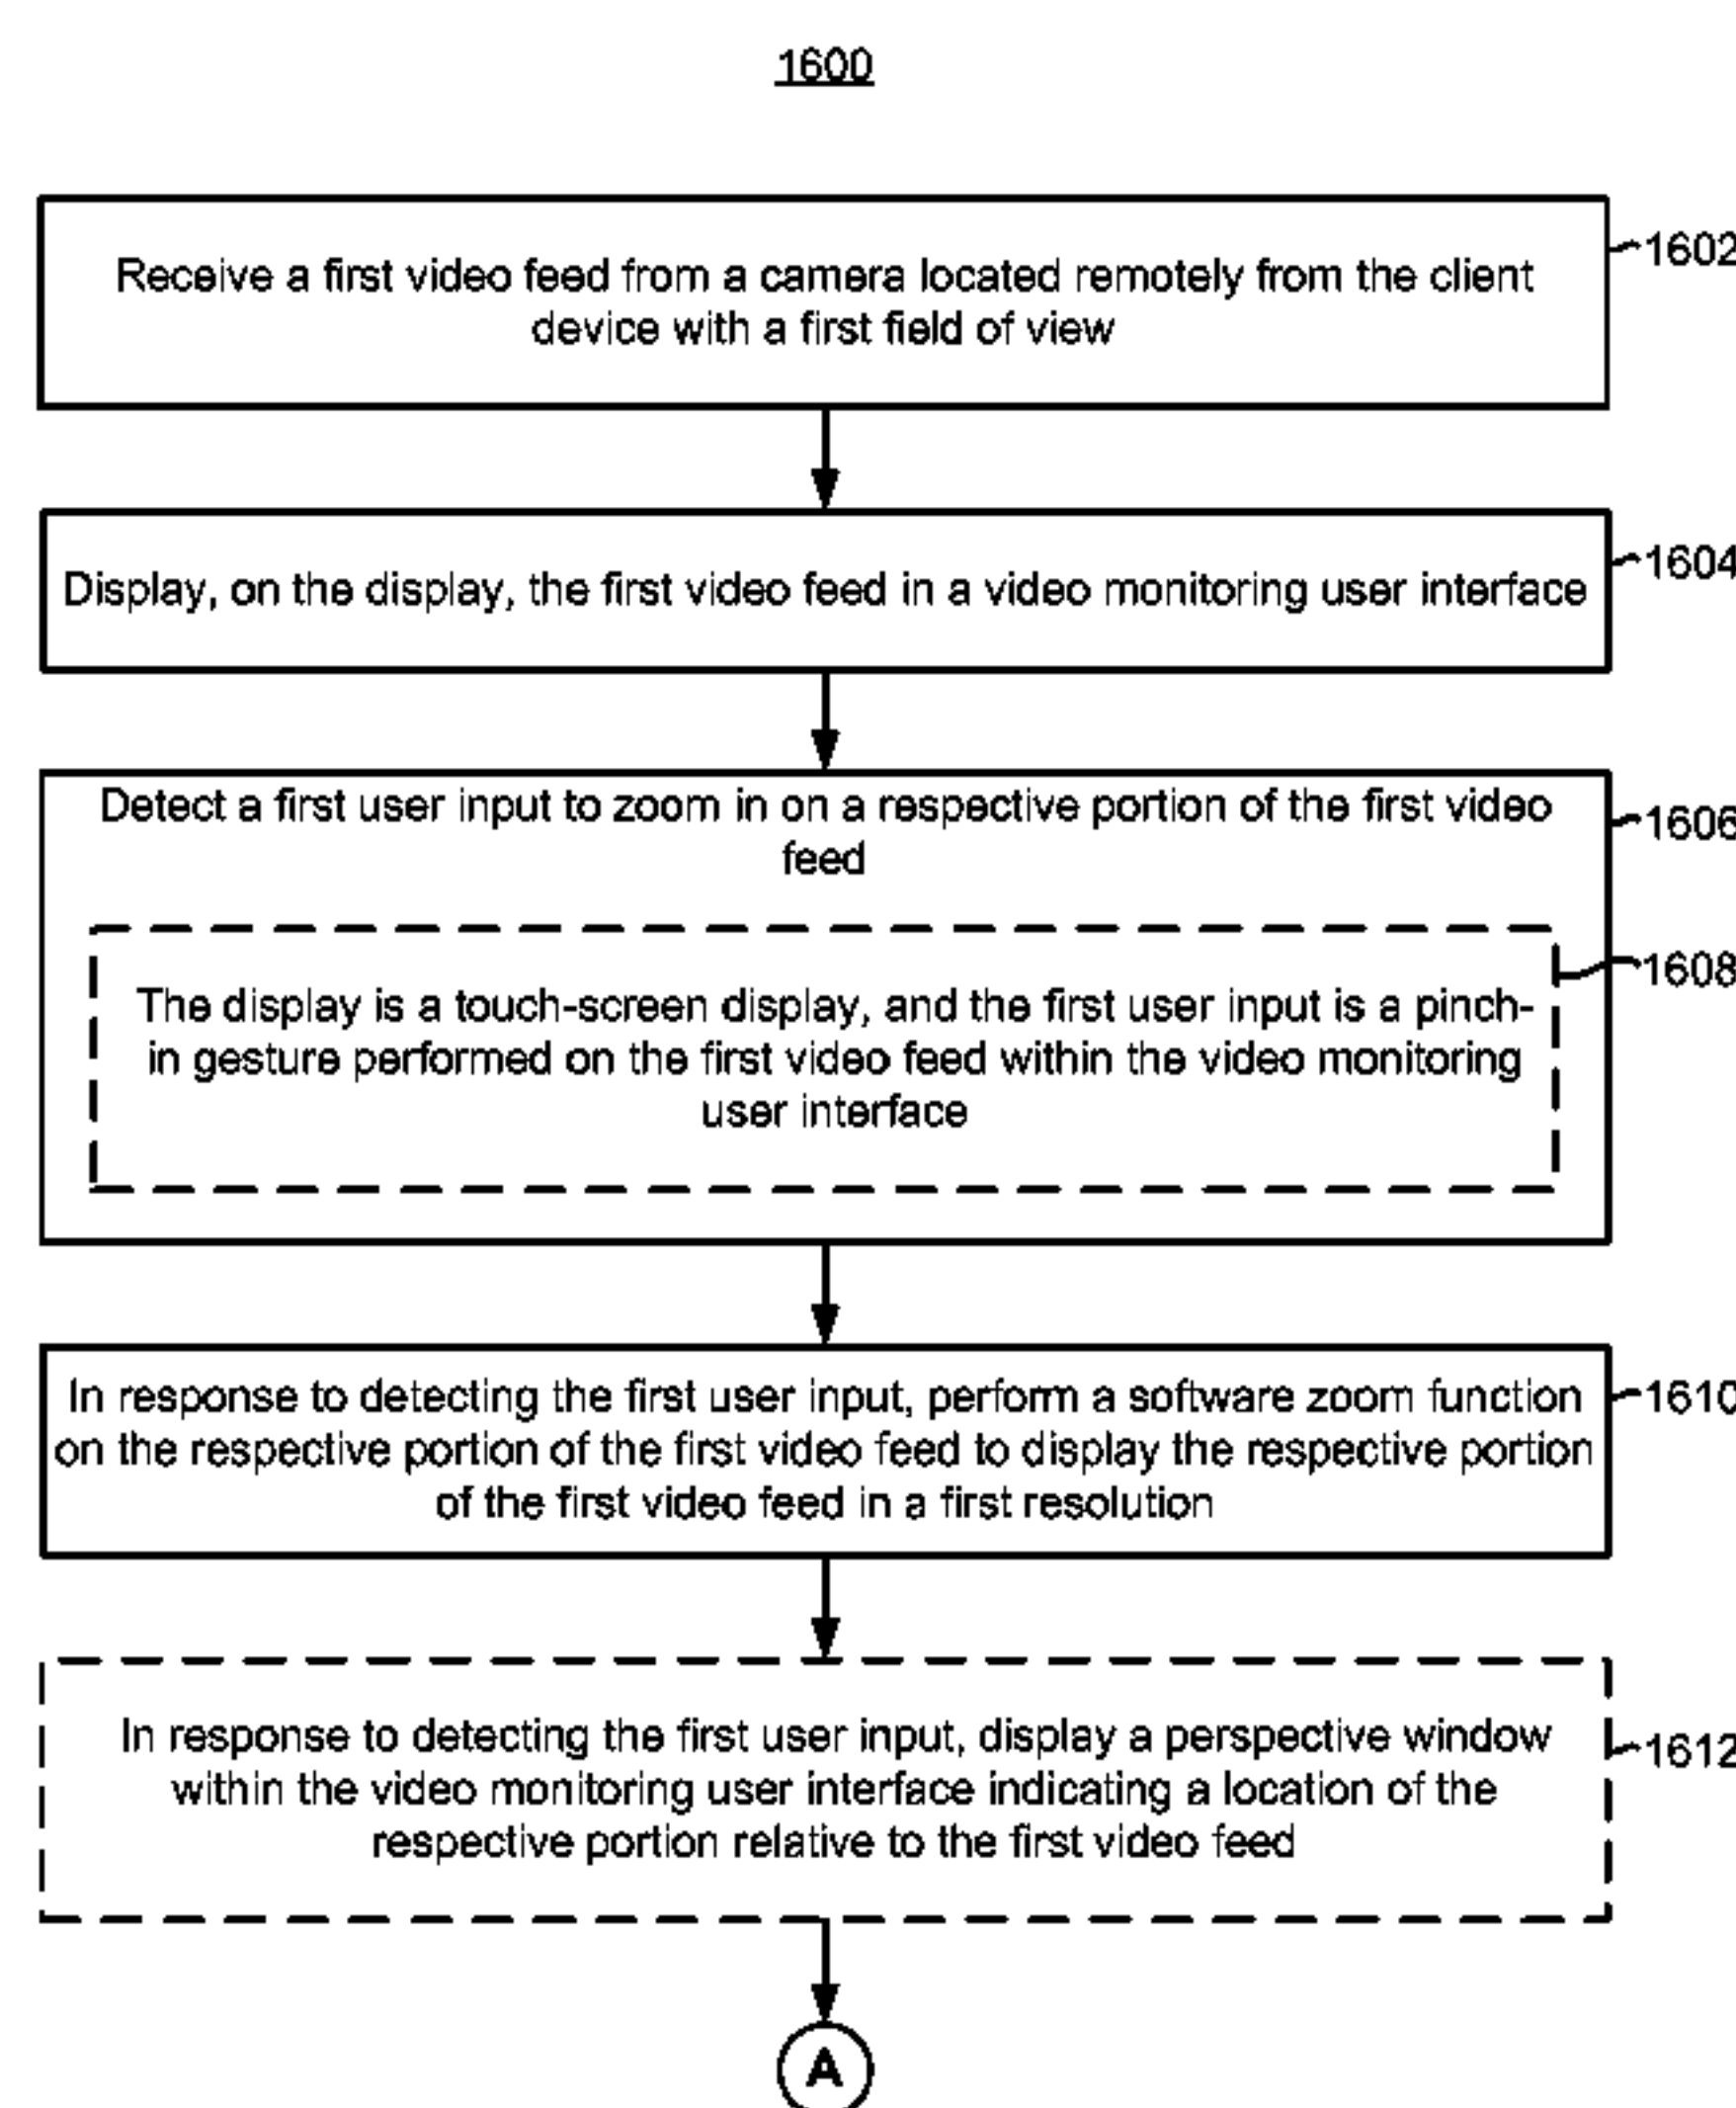 1600
Receive a first video feed from a camera located remotely from the client
device with a first field of view
1602
Display, on the display, the first video feed in a video monitoring user interface
1604
Detect a first user input to zoom in on a respective portion of the first video
feed
1606
The display is a touch-screen display, and the first user input is a pinch-
in gesture performed on the first video feed within the video monitoring
user interface
1608
In response to detecting the first user input, perform a software zoom function
on the respective portion of the first video feed to display the respective portion
of the first video feed in a first resolution
1610
In response to detecting the first user input, display a perspective window
within the video monitoring user interface indicating a location of the
respective portion relative to the first video feed
1612
A